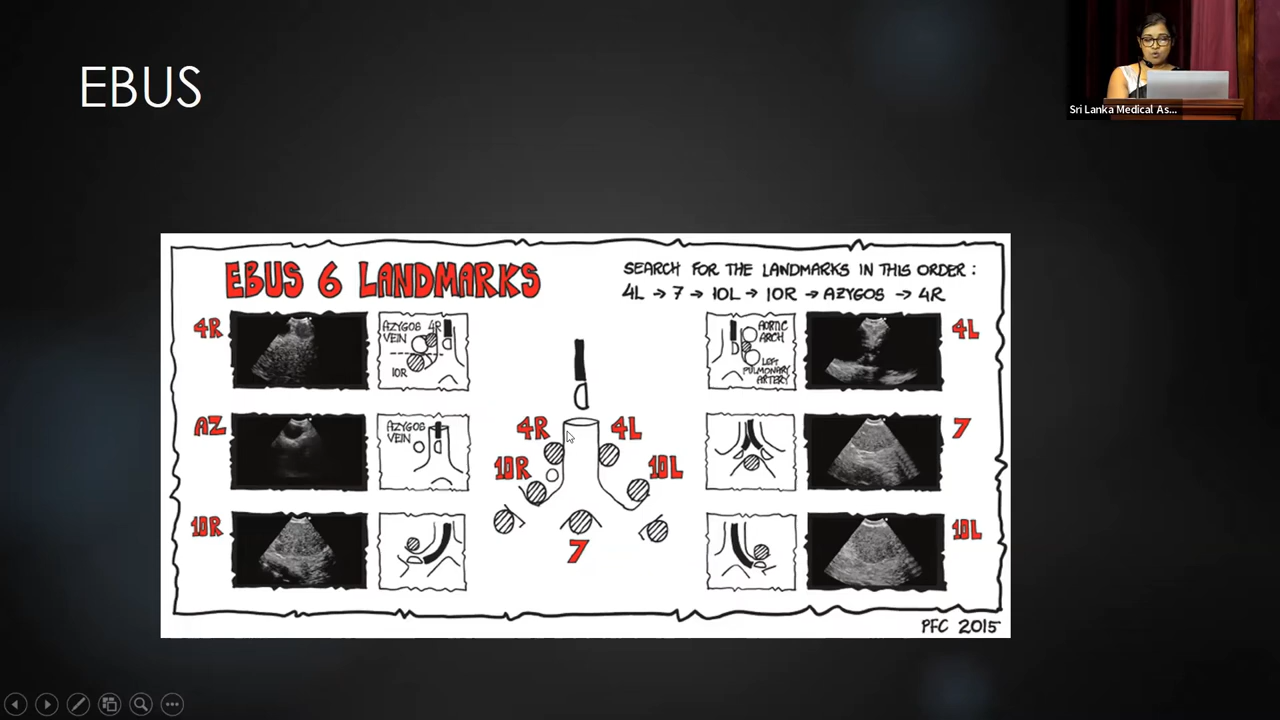 EBUS
Sri Lanka Medical As...
EBUS 6 LANDMARKS
SEARCH FOR THE LANDMARKS IN THIS ORDER :
4L → 7 → 10L → 10R → AZYGOS → 4R
4R
AZYGOS VEIN
4R
10R
AORTIC ARCH
LEFT PULMONARY ARTERY
4L
AZ
AZYGOS VEIN
4R
4L
10R
10L
7
7
10R
10L
PFC 2015